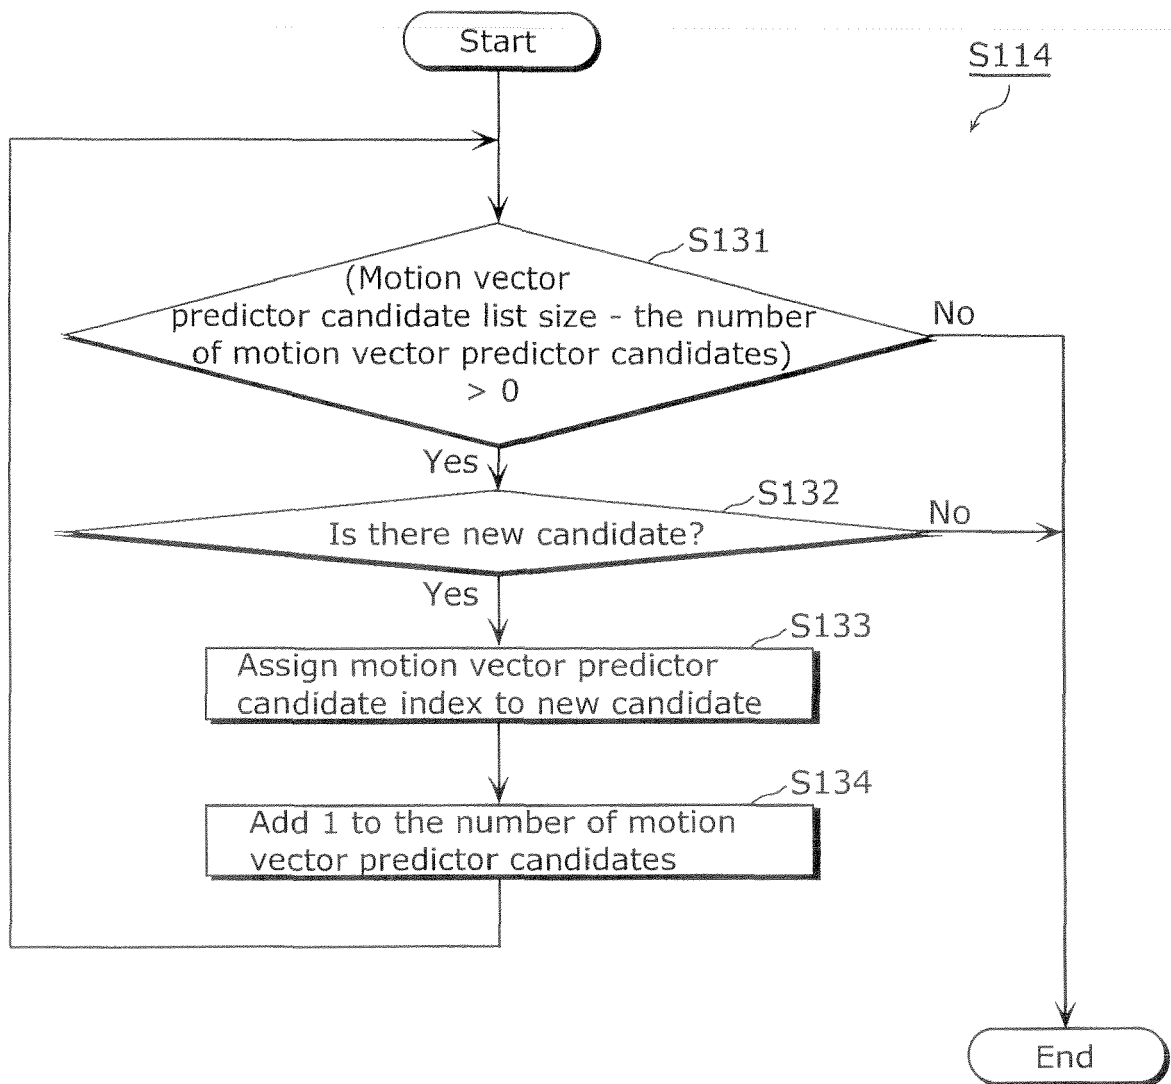 Start
S114
S131
(Motion vector
predictor candidate list size - the number
of motion vector predictor candidates)
> 0
No
Yes
S132
Is there new candidate?
No
Yes
S133
Assign motion vector predictor
candidate index to new candidate
S134
Add 1 to the number of motion
vector predictor candidates
End